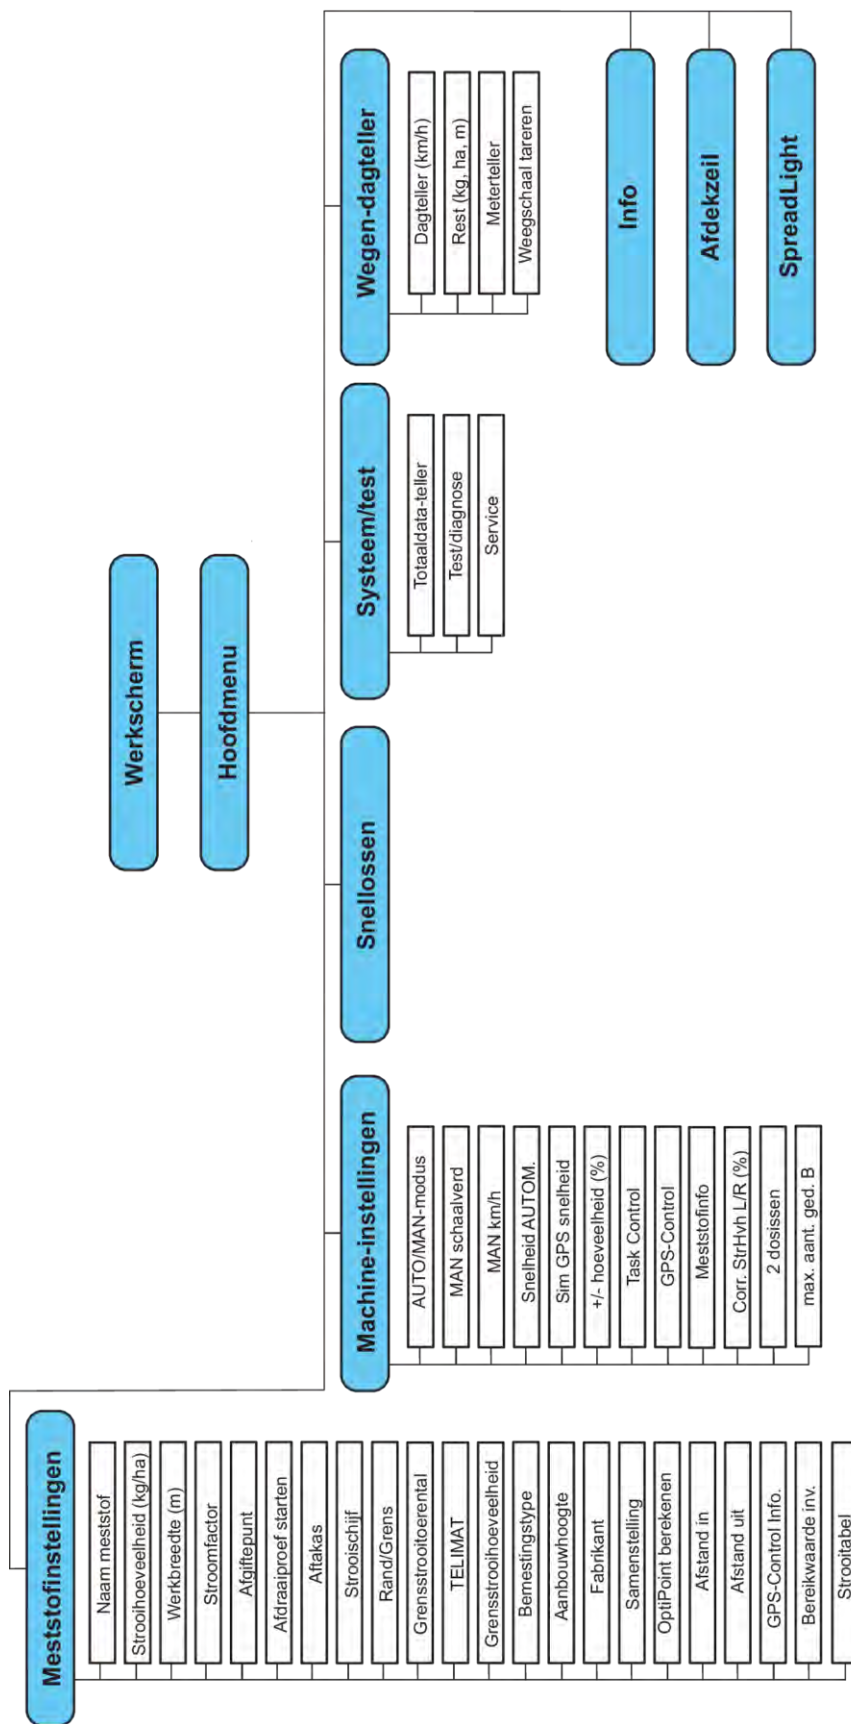 Werkscherm
Hoofdmenu
Meststofinstellingen
Naam meststof
Strooihoeveelheid (kg/ha)
Werkbreedte (m)
Stroomfactor
Afgiftepunt
Afdraaiproef starten
Aftakas
Strooischijf
Rand/Grens
Grensstrooitoerental
TELIMAT
Grensstrooihoeveelheid
Bemestingstype
Aanbouwhoogte
Fabrikant
Samenstelling
OptiPoint berekenen
Afstand in
Afstand uit
GPS-Control Info.
Bereikwaarde inv.
Strooitabel
Machine-instellingen
AUTO/MAN-modus
MAN schaalverd
MAN km/h
Snelheid AUTOM.
Sim GPS snelheid
+/- hoeveelheid (%)
Task Control
GPS-Control
Meststofinfo
Corr. StrHvh L/R (%)
2 dosissen
max. aant. ged. B
Snellossen
Systeem/test
Totaaldata-teller
Test/diagnose
Service
Wegen-dagteller
Dagteller (km/h)
Rest (kg, ha, m)
Meterteller
Weegschaal tareren
Info
Afdekzeil
SpreadLight